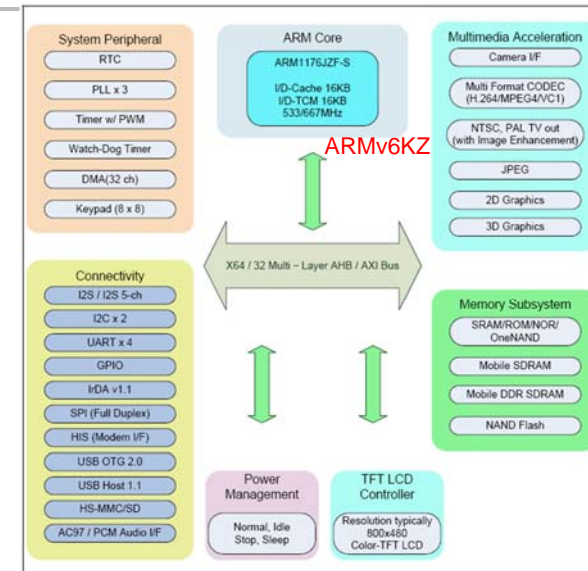 System Peripheral
RTC
PLL x 3
Timer w/ PWM
Watch-Dog Timer
DMA(32 ch)
Keypad (8 x 8)
ARM Core
ARM1176JZF-S
I/D-Cache 16KB
I/D-TCM 16KB
533/667MHz
ARMv6KZ
Multimedia Acceleration
Camera I/F
Multi Format CODEC
(H.264/MPEG4/VC1)
NTSC, PAL TV out
(with Image Enhancement)
JPEG
2D Graphics
3D Graphics
X64 / 32 Multi – Layer AHB / AXI Bus
Connectivity
I2S / I2S 5-ch
I2C x 2
UART x 4
GPIO
IrDA v1.1
SPI (Full Duplex)
HIS (Modem I/F)
USB OTG 2.0
USB Host 1.1
HS-MMC/SD
AC97 / PCM Audio I/F
Power
Management
Normal, Idle
Stop, Sleep
TFT LCD
Controller
Resolution typically
800x480
Color-TFT LCD
Memory Subsystem
SRAM/ROM/NOR/
OneNAND
Mobile SDRAM
Mobile DDR SDRAM
NAND Flash